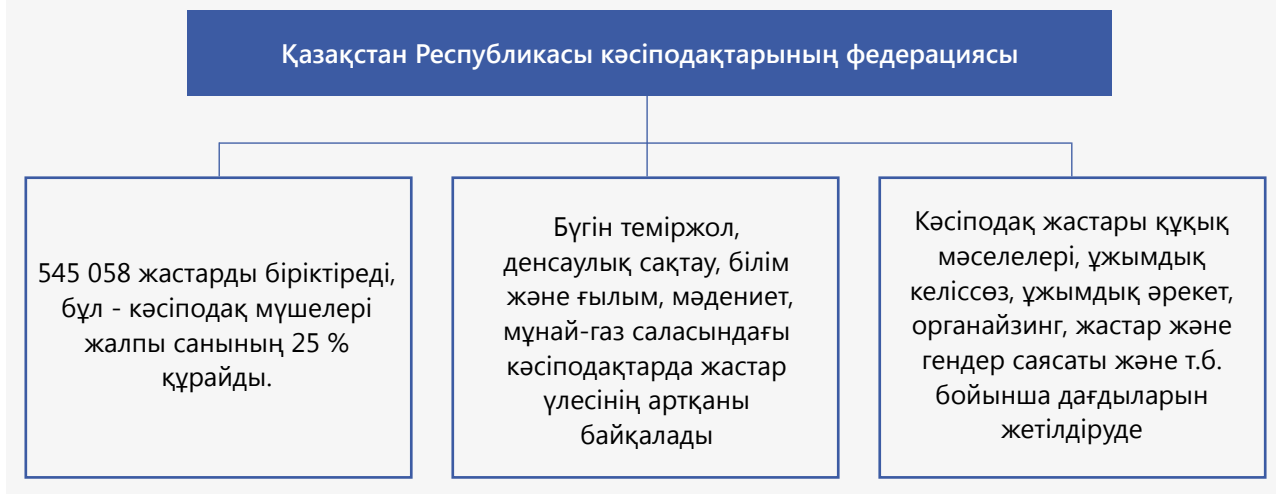 Қазақстан Республикасы кәсіподақтарының федерациясы
545 058 жастарды біріктіреді,
бұл - кәсіподақ мүшелері
жалпы санының 25 %
құрайды.
Бүгін теміржол,
денсаулық сақтау, білім
және ғылым, мәдениет,
мұнай-газ саласындағы
кәсіподақтарда жастар
үлесінің артқаны
байқалады
Кәсіподақ жастары құқық
мәселелері, ұжымдық
келіссөз, ұжымдық әрекет,
органайзинг, жастар және
гендер саясаты және т.б.
бойынша дағдыларын
жетілдіруде